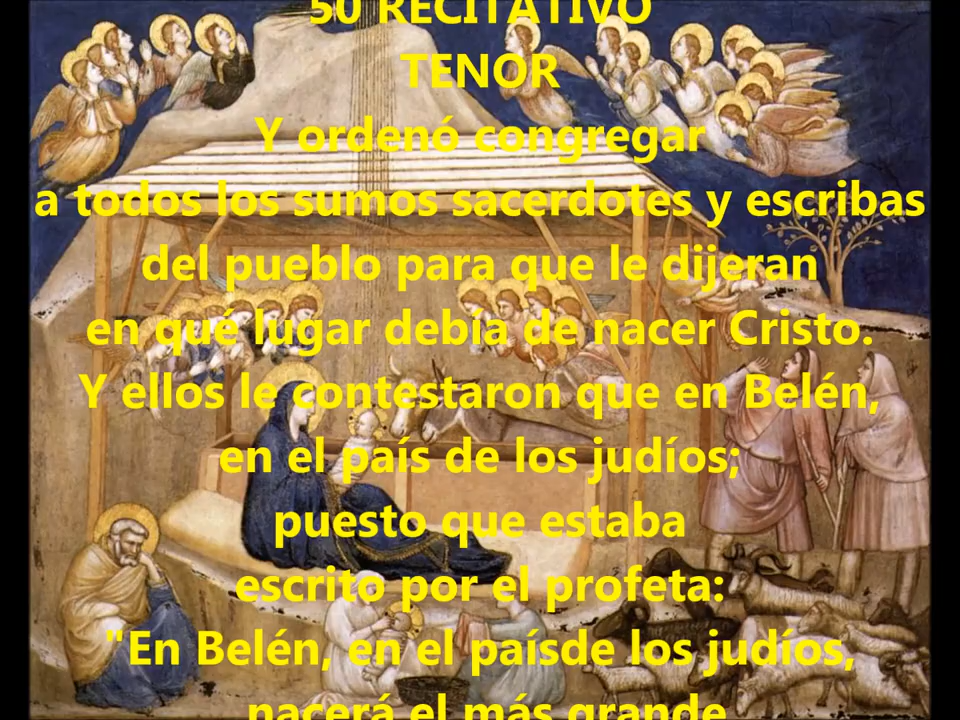 50 RECITATIVO
TENOR
Y ordenó congregar
a todos los sumos sacerdotes y escribas
del pueblo para que le dijeran
en qué lugar debía de nacer Cristo.
Y ellos le contestaron que en Belén,
en el país de los judíos;
puesto que estaba
escrito por el profeta:
"En Belén, en el paísde los judíos,
nacerá el más grande